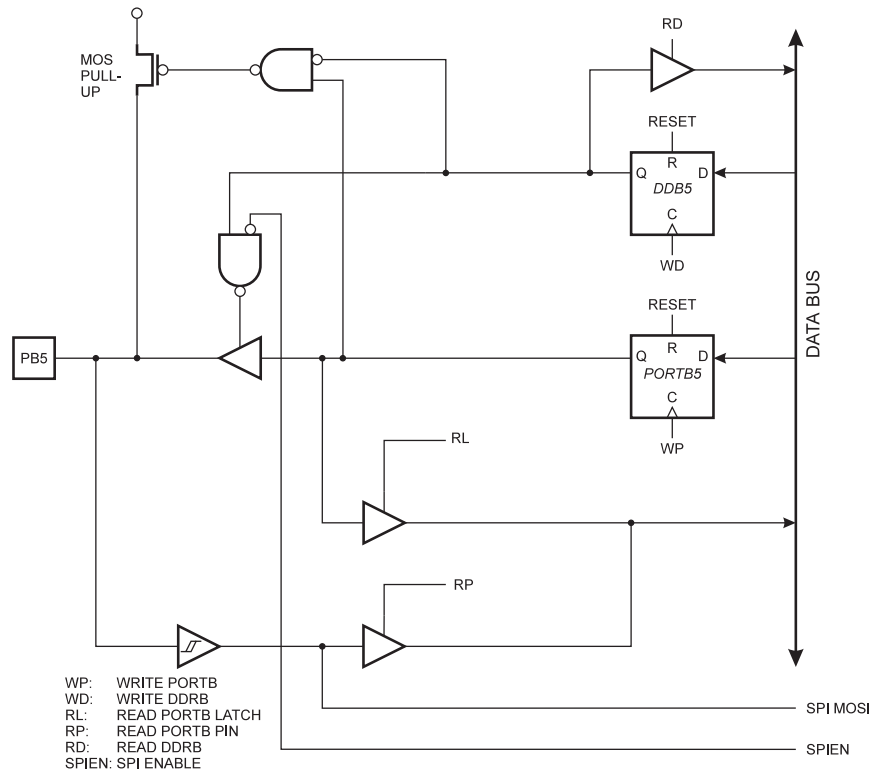 RD
MOS
PULL-
UP
RESET
R
Q
D
DDB5
C
WD
RESET
PB5
Q
R
D
PORTB5
C
WP
DATA BUS
RL
RP
WP: WRITE PORTB
WD: WRITE DDRB
RL: READ PORTB LATCH
RP: READ PORTB PIN
RD: READ DDRB
SPIEN: SPI ENABLE
SPI MOSI
SPIEN